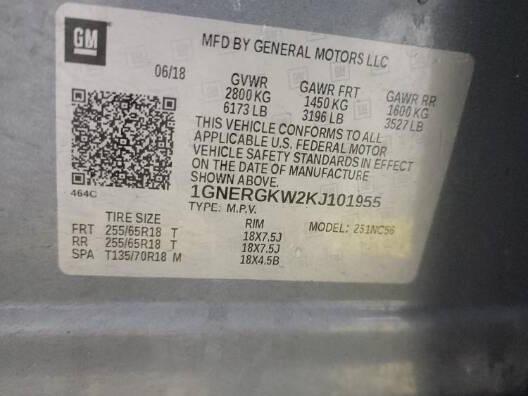 GM
MFD BY GENERAL MOTORS LLC
06/18
GVWR GAWR FRT GAWR RR
2800 KG 1450 KG 1600 KG
6173 LB 3196 LB 3527 LB
THIS VEHICLE CONFORMS TO ALL
APPLICABLE U.S. FEDERAL MOTOR
VEHICLE SAFETY STANDARDS IN EFFECT
ON THE DATE OF MANUFACTURE
SHOWN ABOVE.
464C
1GNERGKW2KJ101955
TYPE: M.P.V. MODEL: 2S1NC56
TIRE SIZE RIM
FRT 255/65R18 T 18X7.5J
RR 255/65R18 T 18X7.5J
SPA T135/70R18 M 18X4.5B